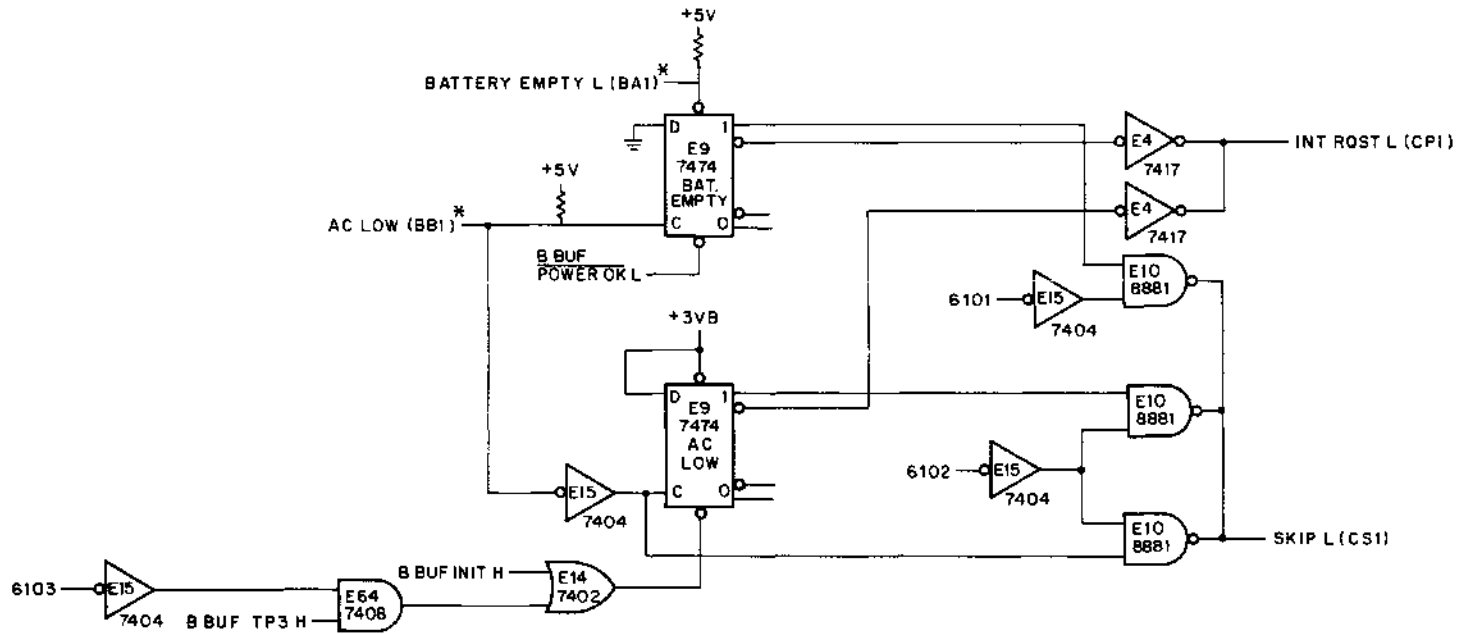 +5V
BATTERY EMPTY L (BA1)*
D 1
E9
7474
BAT.
EMPTY
C 0
+5V
AC LOW (BB1)*
B BUF
POWER OK L
E4
7417
INT RQST L (CP1)
E4
7417
E10
8881
6101
E15
7404
+3VB
D 1
E9
7474
AC
LOW
C 0
E10
8881
6102
E15
7404
E15
7404
E10
8881
SKIP L (CS1)
B BUF INIT H
E14
7402
6103
E15
7404
E64
7408
B BUF TP3 H